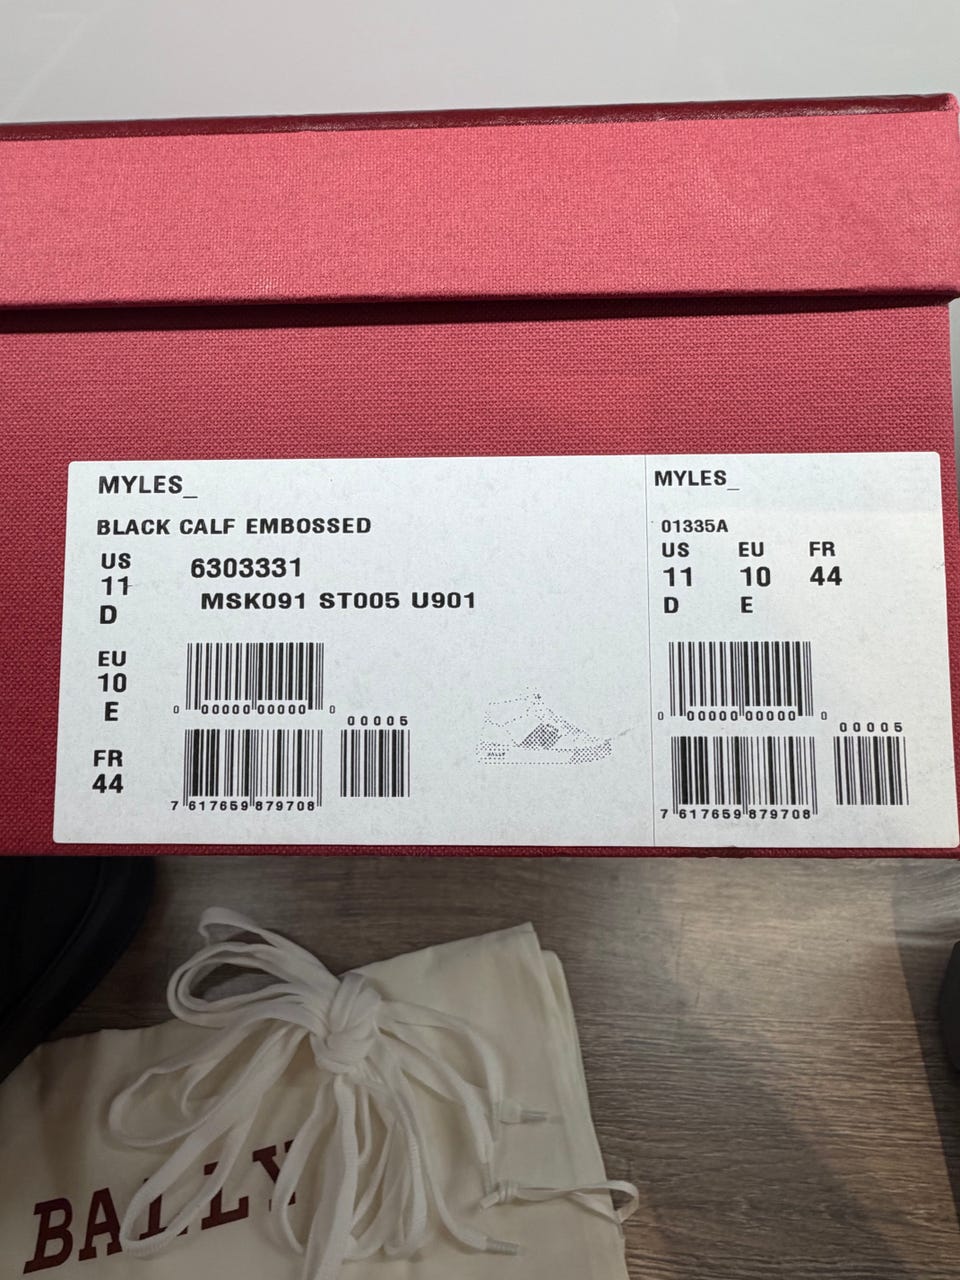 MYLES_
BLACK CALF EMBOSSED
US
11
D
6303331
MSK091 ST005 U901
EU
10
E
FR
44
0 00000 00000 0
00005
7 617659 879708
BALLY
MYLES_
01335A
US EU FR
11 10 44
D E
0 00000 00000 0
00005
7 617659 879708
BALLY